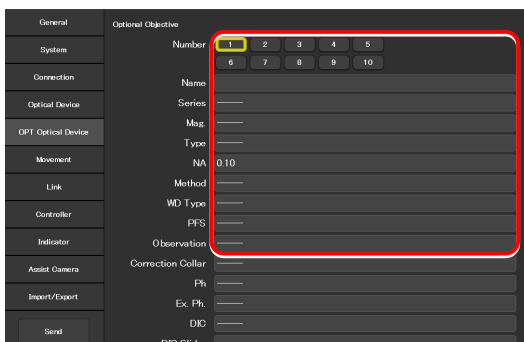 General
System
Connection
Optical Device
OPT Optical Device
Movement
Link
Controller
Indicator
Assist Camera
Import/Export
Send
Optional Objective
Number 1 2 3 4 5
6 7 8 9 10
Name
Series -----
Mag. -----
Type -----
NA 0.10
Method -----
WD Type -----
PFS -----
Observation -----
Correction Collar -----
Ph -----
Ex. Ph. -----
DIC -----